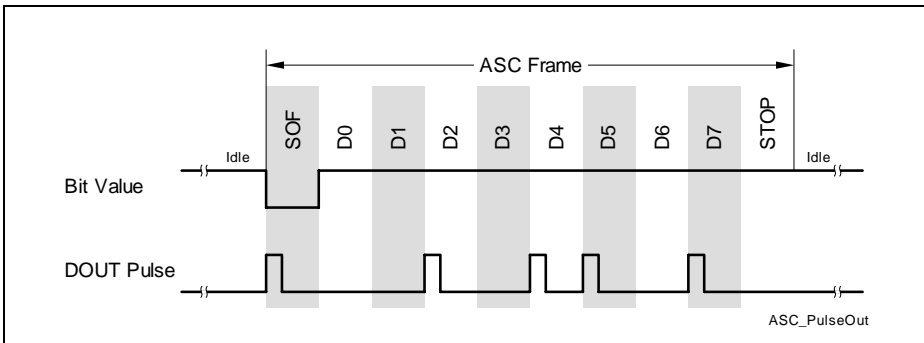 ASC Frame
SOF
D0
D1
D2
D3
D4
D5
D6
D7
STOP
Idle
Idle
Bit Value
DOUT Pulse
ASC_PulseOut